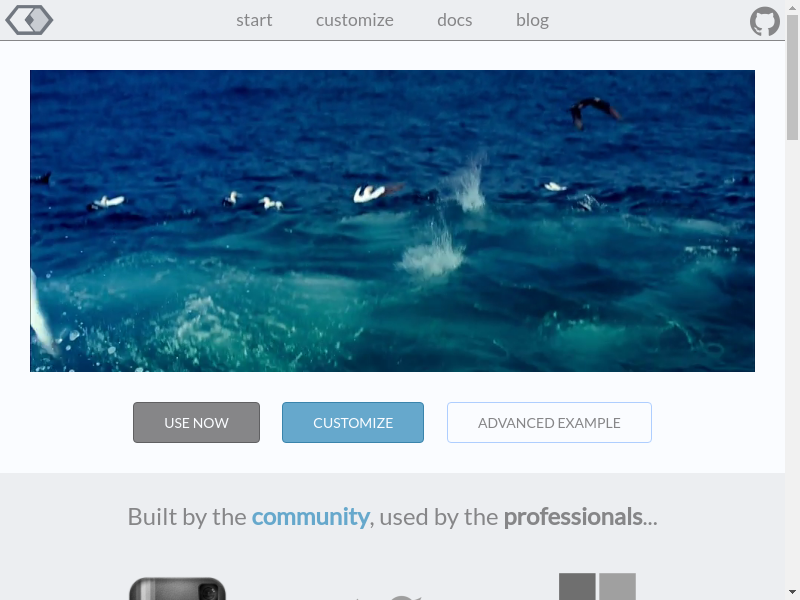 start customize docs blog
USE NOW CUSTOMIZE ADVANCED EXAMPLE
Built by the community, used by the professionals...